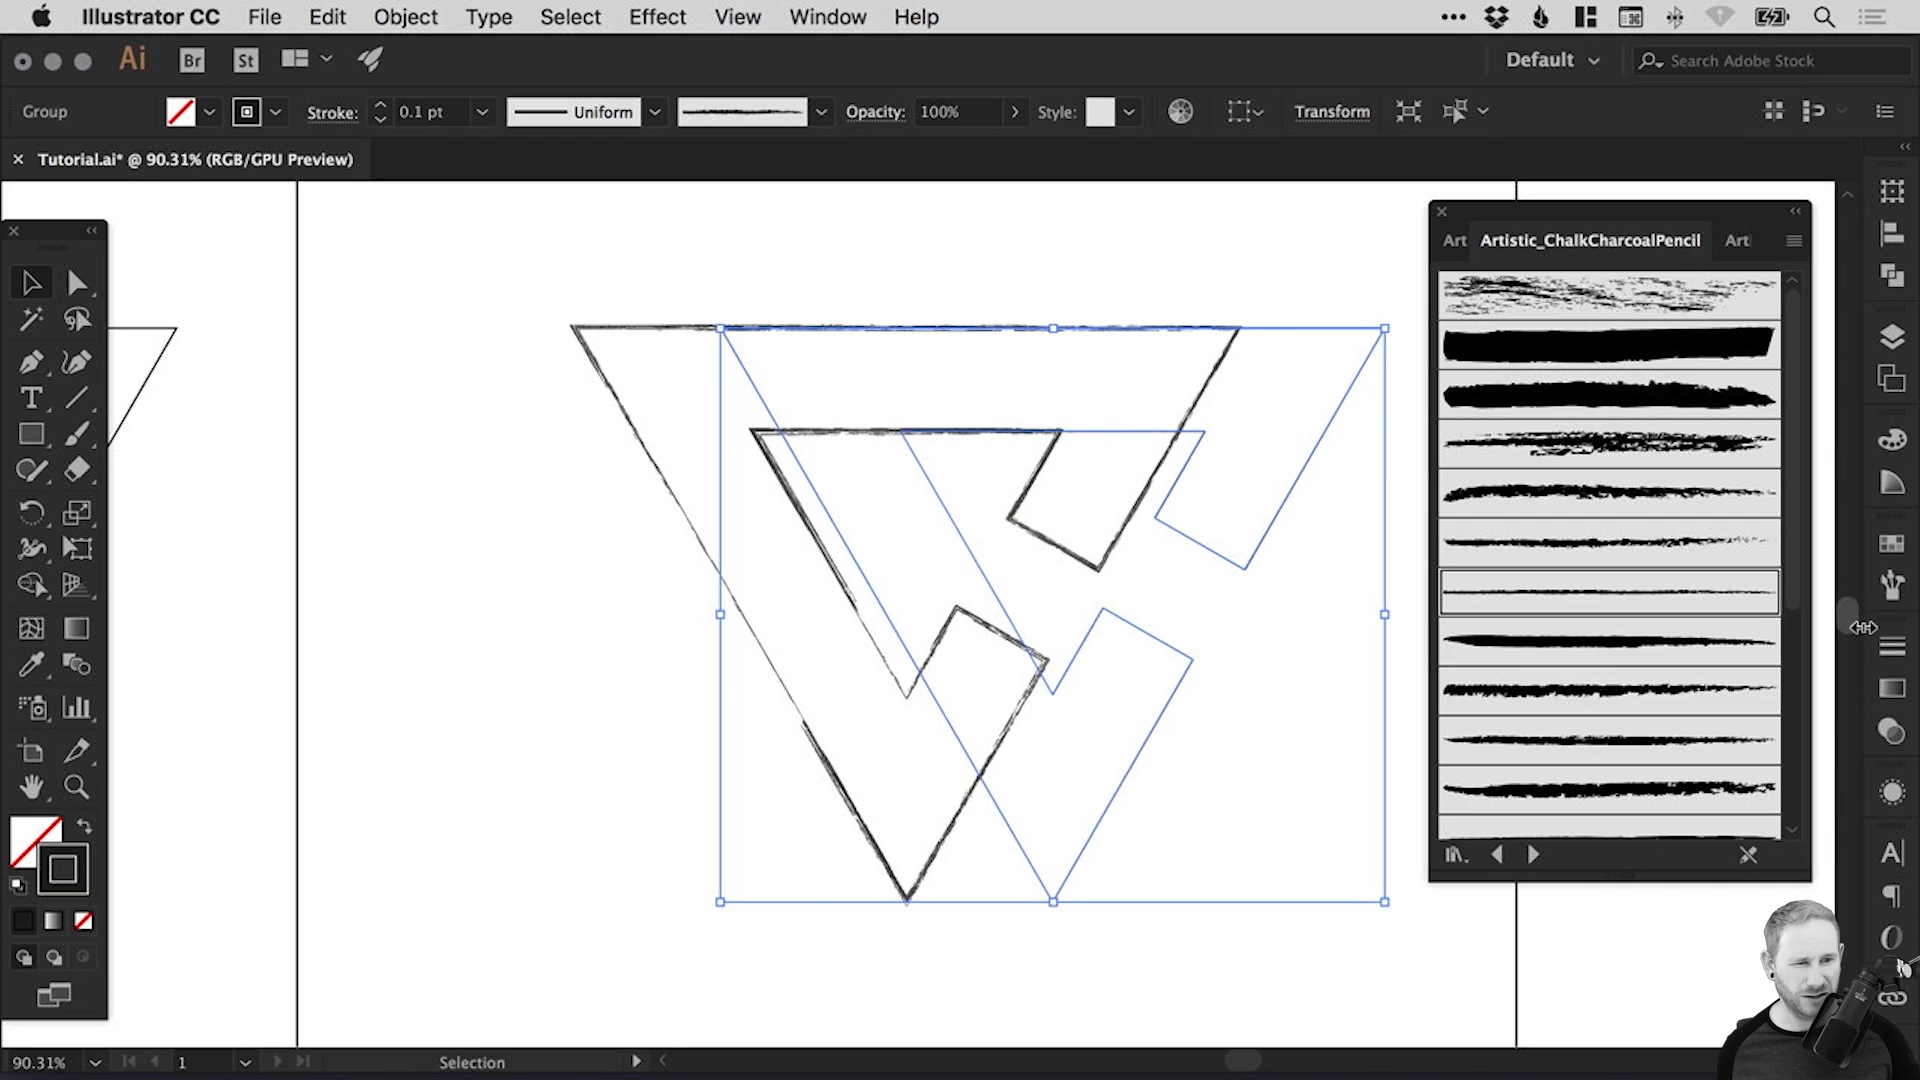 Illustrator CC File Edit Object Type Select Effect View Window Help
Ai Br St Default Search Adobe Stock
Group Stroke: 0.1 pt Uniform Opacity: 100% Style: Transform
Tutorial.ai* @ 90.31% (RGB/GPU Preview)
Art Artistic_ChalkCharcoalPencil Art
90.31% 1 Selection